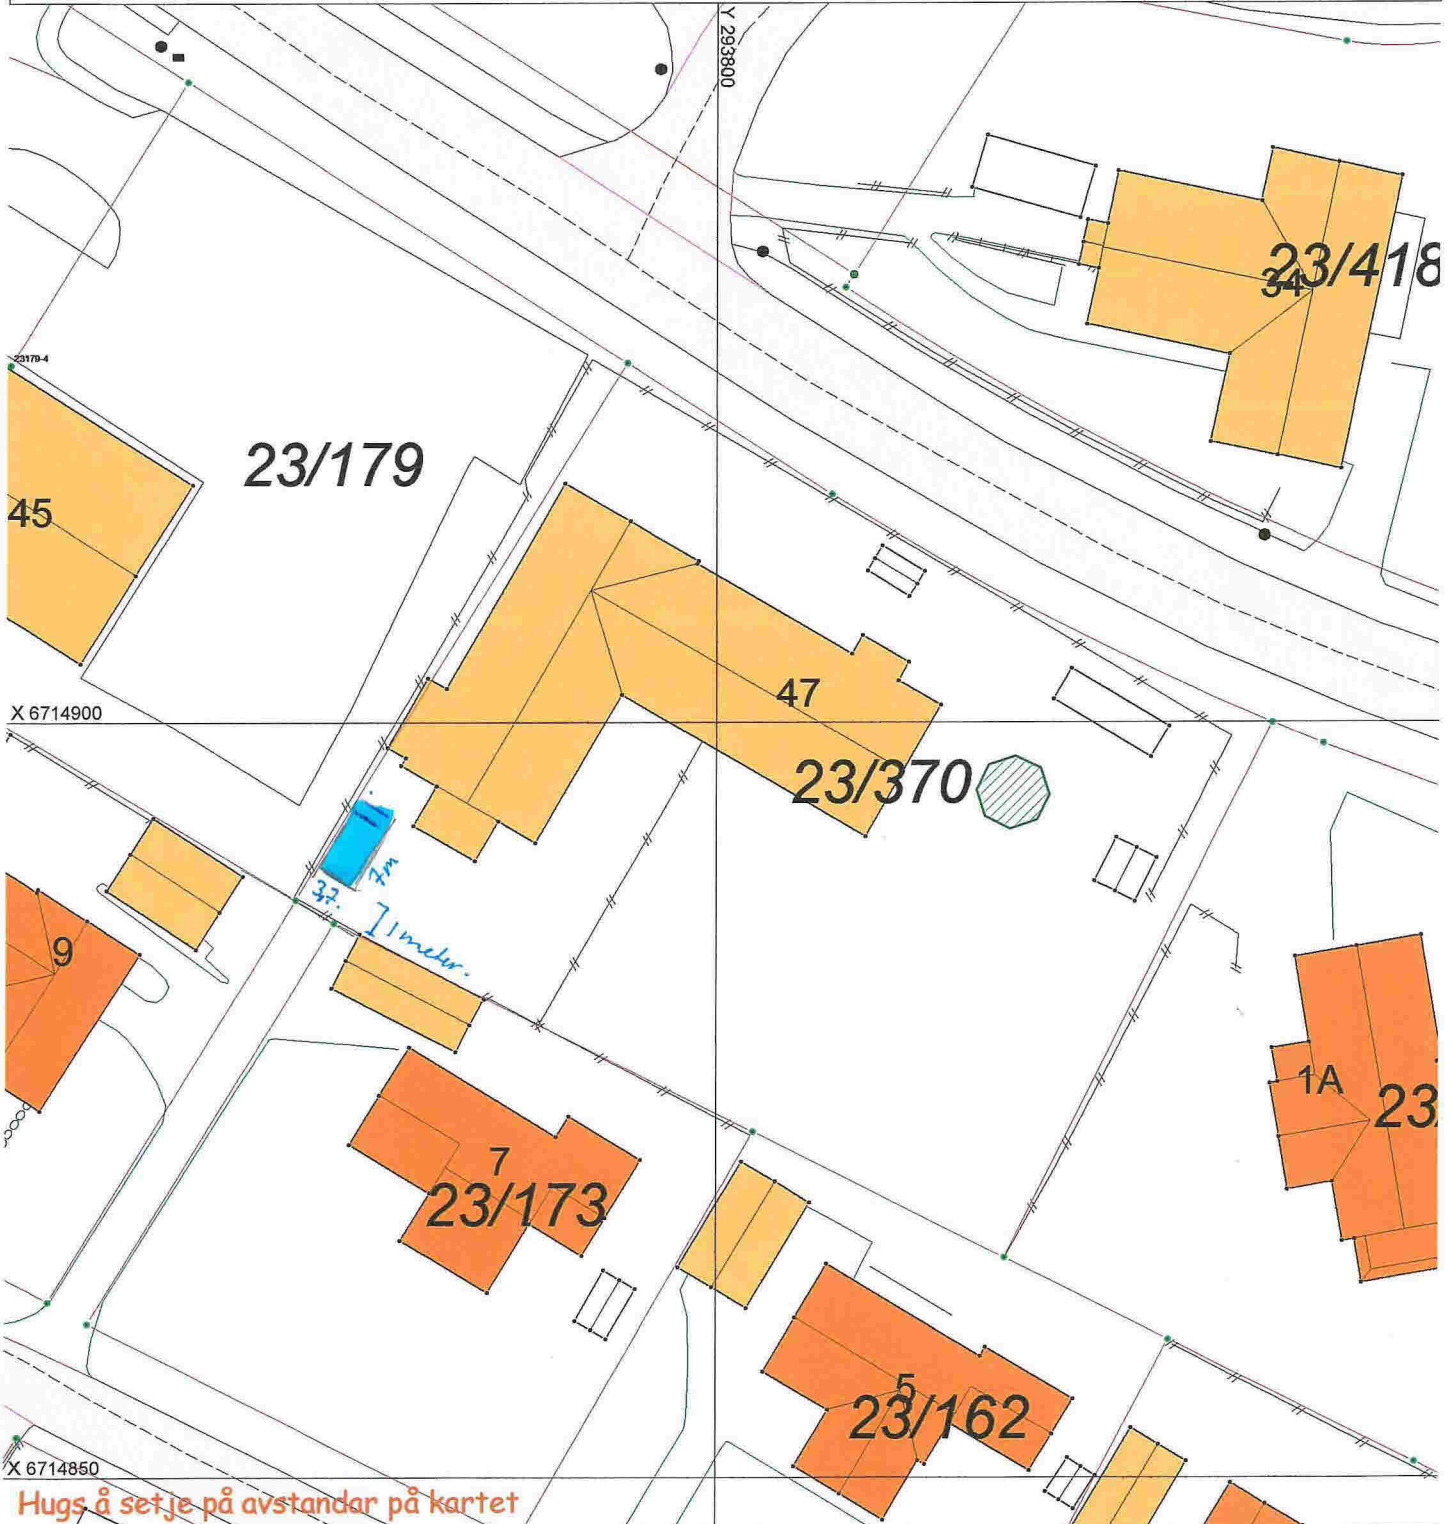 Y 293800
23/418
34
23179-4
23/179
45
47
X 6714900
23/370
7m
3,7.
1 meter.
9
1A
23
7
23/173
5
23/162
X 6714850
Hugs å setje på avstandar på kartet